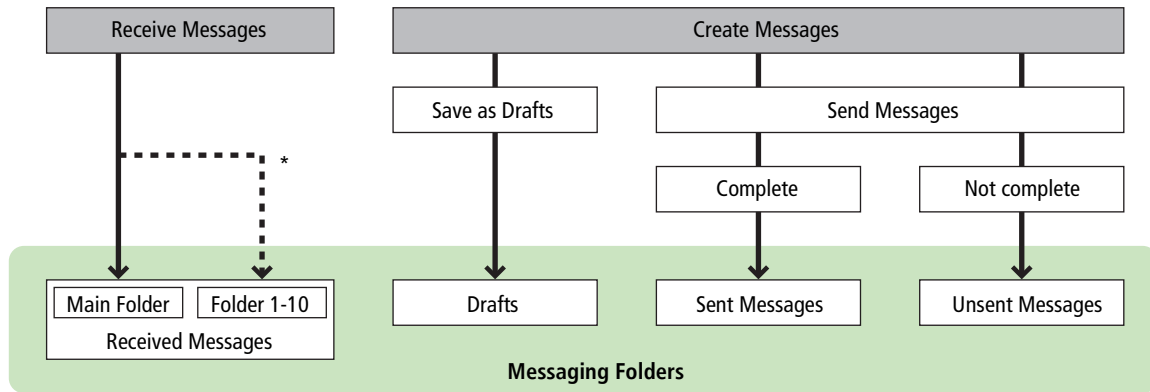 Receive Messages
Create Messages
Save as Drafts
Send Messages
*
Complete
Not complete
Main Folder
Folder 1-10
Received Messages
Drafts
Sent Messages
Unsent Messages
Messaging Folders